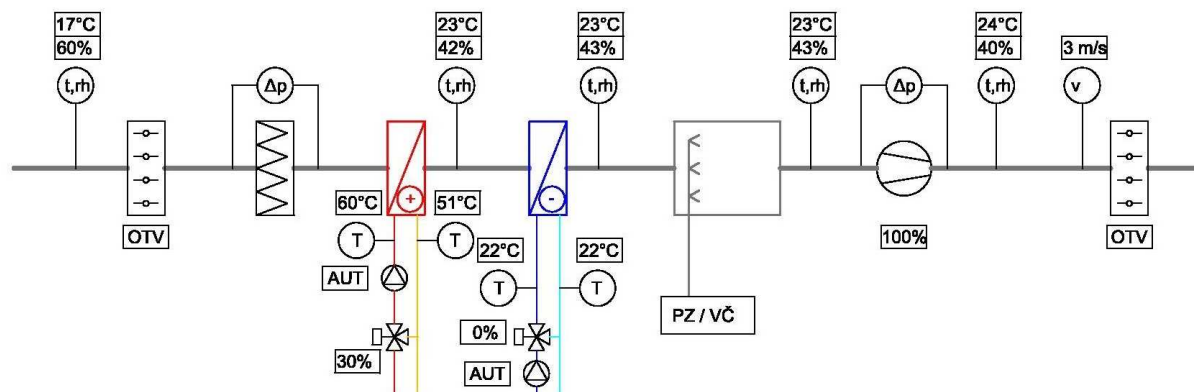 17°C
60%
23°C
42%
23°C
43%
23°C
43%
24°C
40%
3 m/s
t,rh
Δp
t,rh
t,rh
t,rh
Δp
t,rh
v
+
-
60°C
51°C
OTV
100%
OTV
T
T
22°C
22°C
AUT
T
T
PZ / VČ
0%
30%
AUT